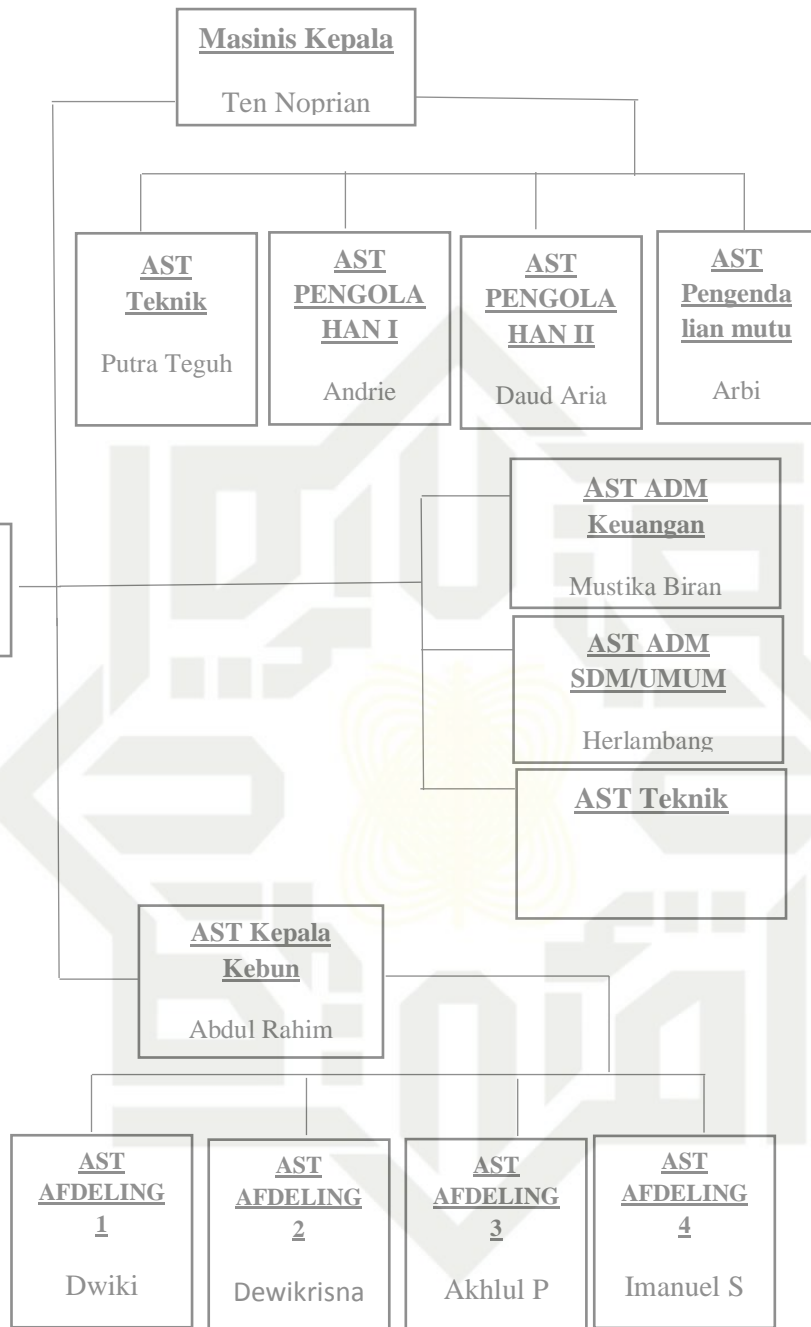 Masinis Kepala
Ten Noprian
AST
Teknik
Putra Teguh
AST
PENGOLA
HAN I
Andrie
AST
PENGOLA
HAN II
Daud Aria
AST
Pengenda
lian mutu
Arbi
AST ADM
Keuangan
Mustika Biran
AST ADM
SDM/UMUM
Herlambang
AST Teknik
AST Kepala
Kebun
Abdul Rahim
AST
AFDELING
1
Dwiki
AST
AFDELING
2
Dewikrisna
AST
AFDELING
3
Akhlul P
AST
AFDELING
4
Imanuel S